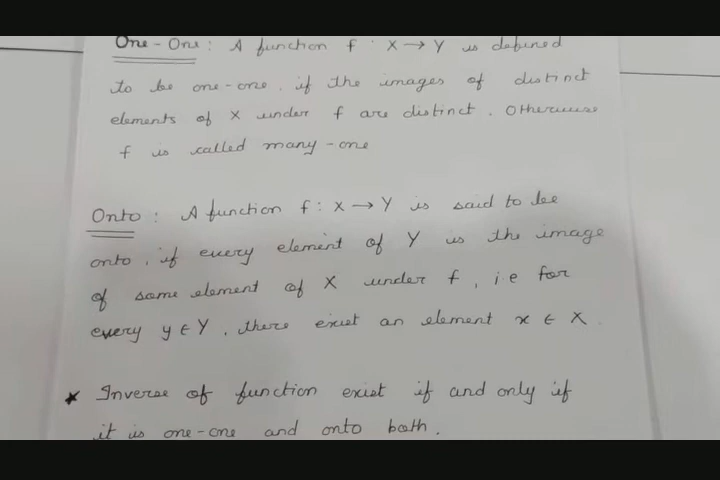 One-One : A function f : X → Y is defined
to be one-one, if the images of distinct
elements of X under f are distinct. Otherwise
f is called many-one
Onto : A function f : X → Y is said to be
onto, if every element of Y is the image
of some element of X under f, i e for
every y ∈ Y, there exist an element x ∈ X.
★ Inverse of function exist if and only if
it is one-one and onto both.